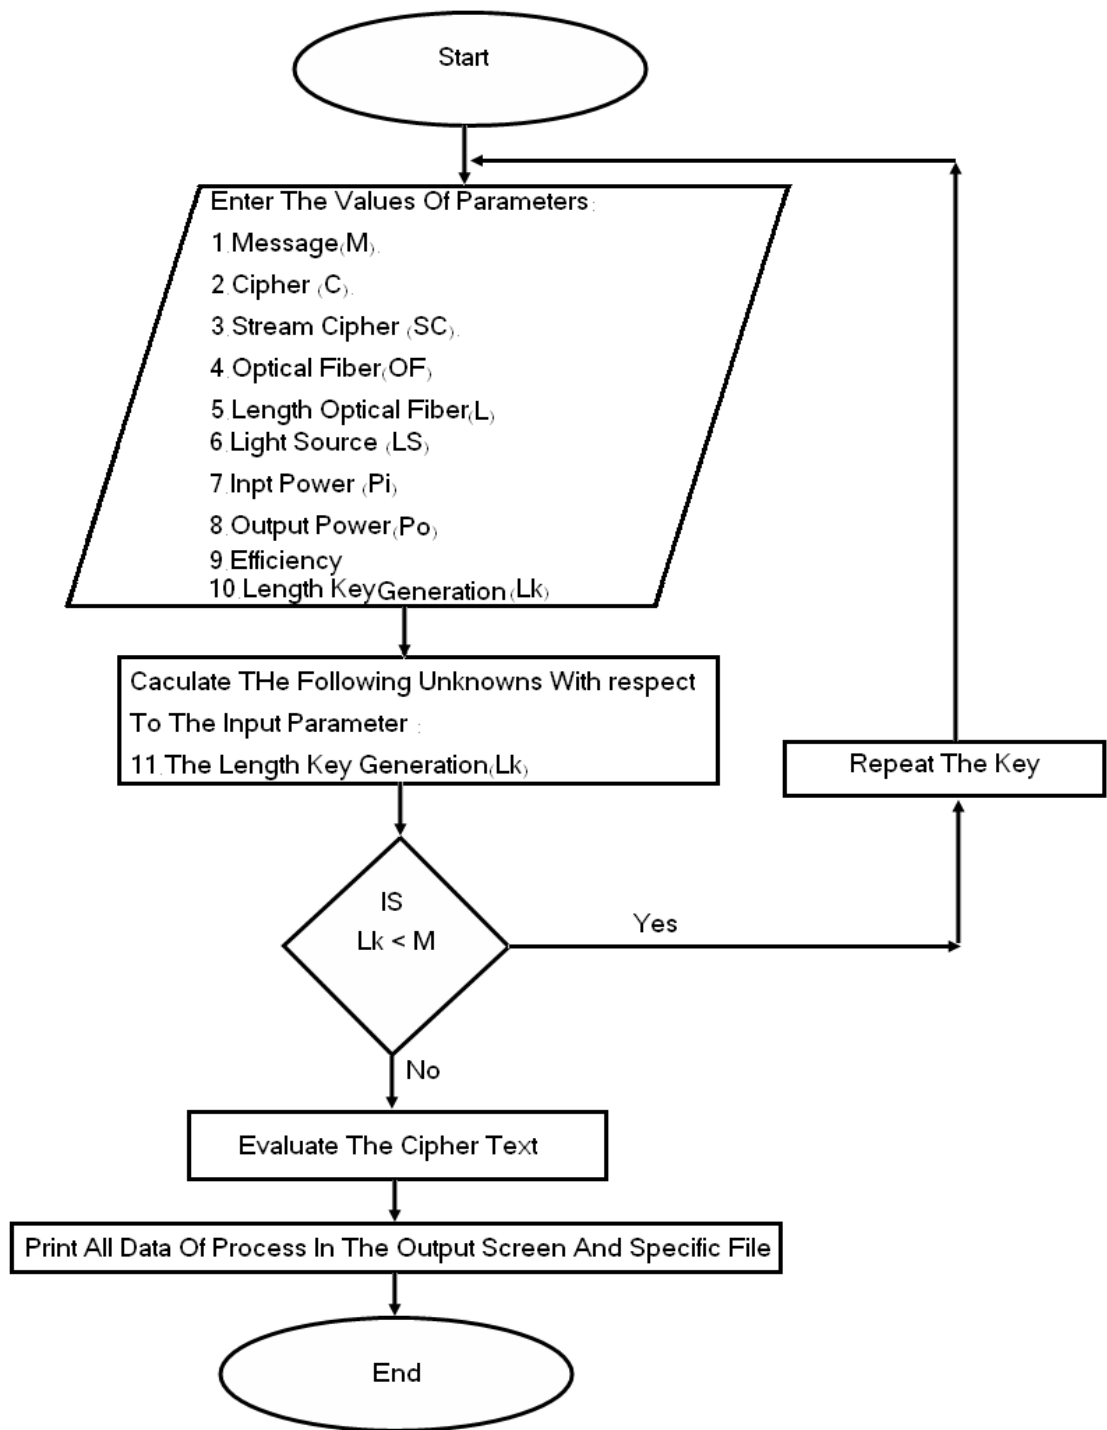 Start
Enter The Values Of Parameters:
1.Message(M).
2.Cipher (C).
3.Stream Cipher (SC).
4.Optical Fiber(OF)
5.Length Optical Fiber(L)
6.Light Source (LS)
7.Inpt Power (Pi)
8.Output Power(Po)
9.Efficiency
10.Length Key Generation (Lk)
Caculate THe Following Unknowns With respect
To The Input Parameter :
11.The Length Key Generation(Lk)
Repeat The Key
IS
Lk < M
Yes
No
Evaluate The Cipher Text
Print All Data Of Process In The Output Screen And Specific File
End